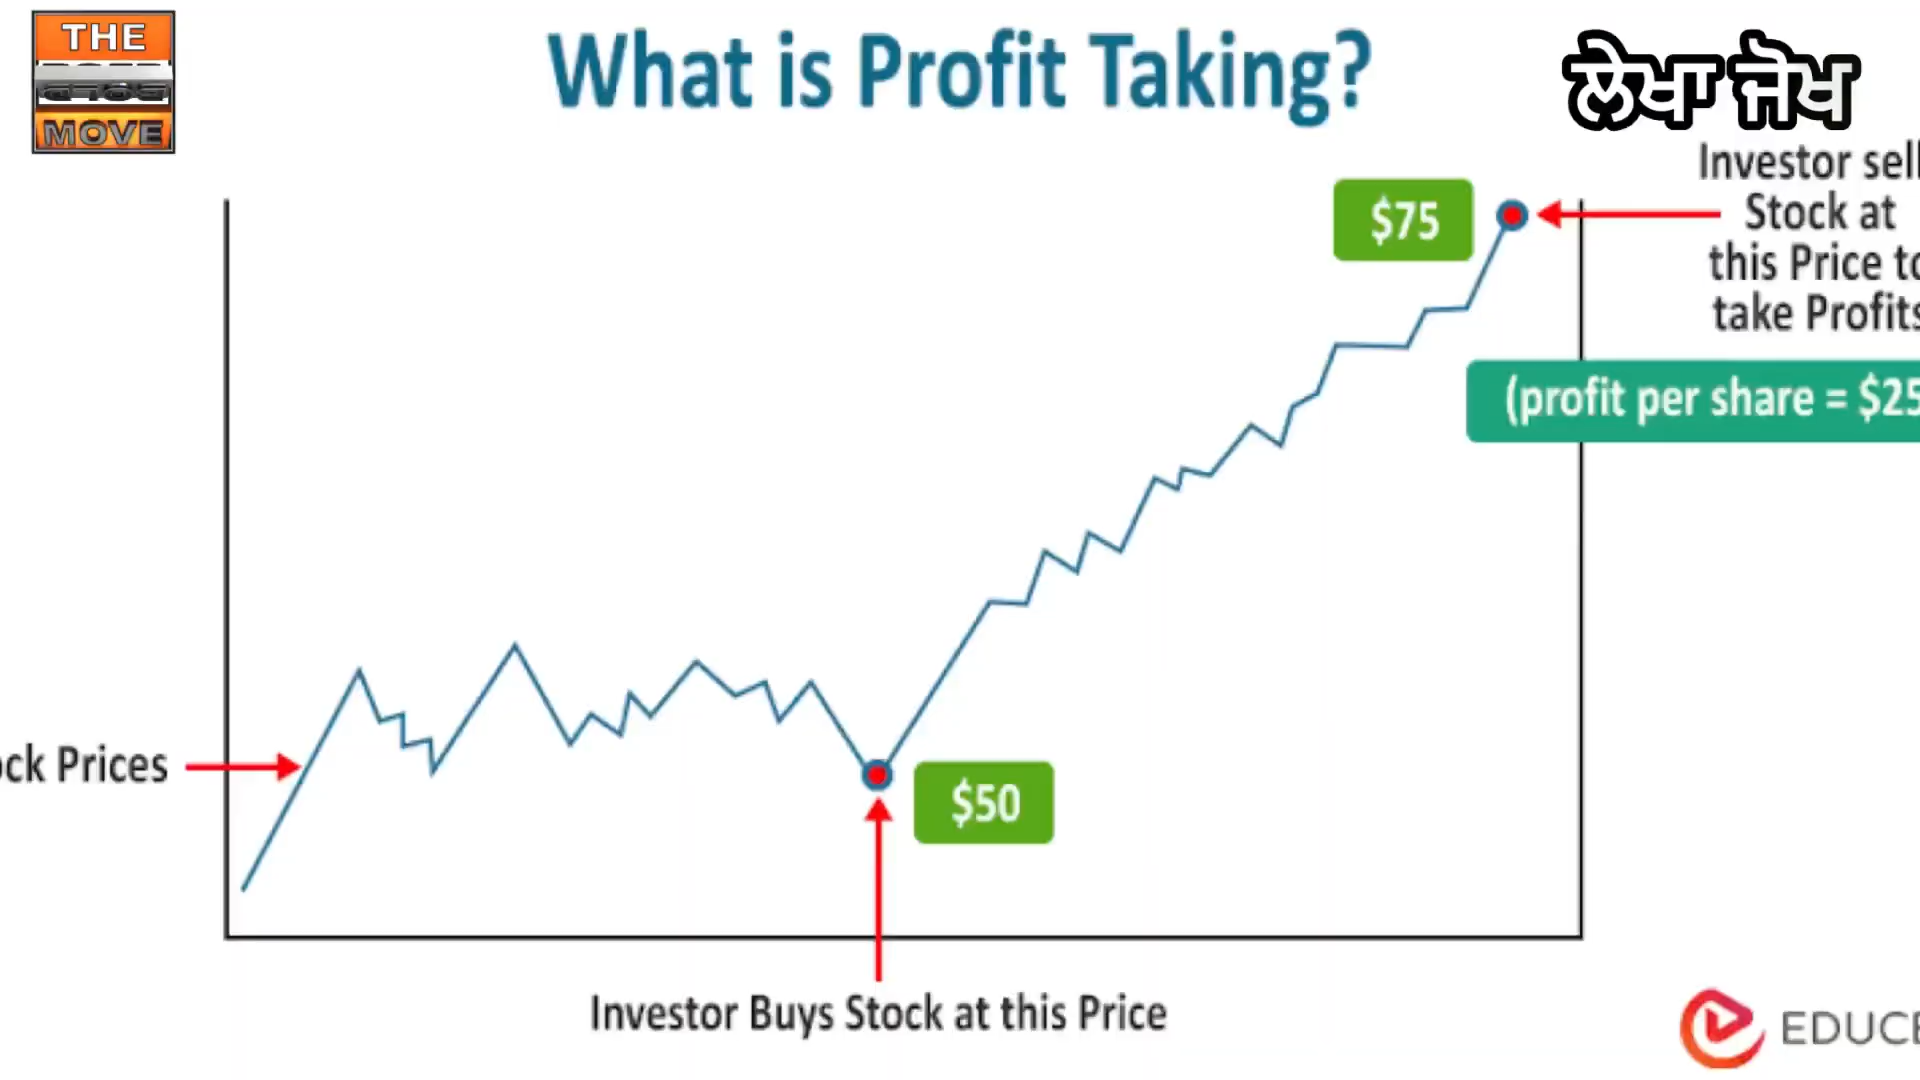 THE
MOVE
What is Profit Taking?
ਲੇਖਾ ਜੋਖ
$75
Investor sell
Stock at
this Price to
take Profits
(profit per share = $25
ck Prices
$50
Investor Buys Stock at this Price
EDUCE